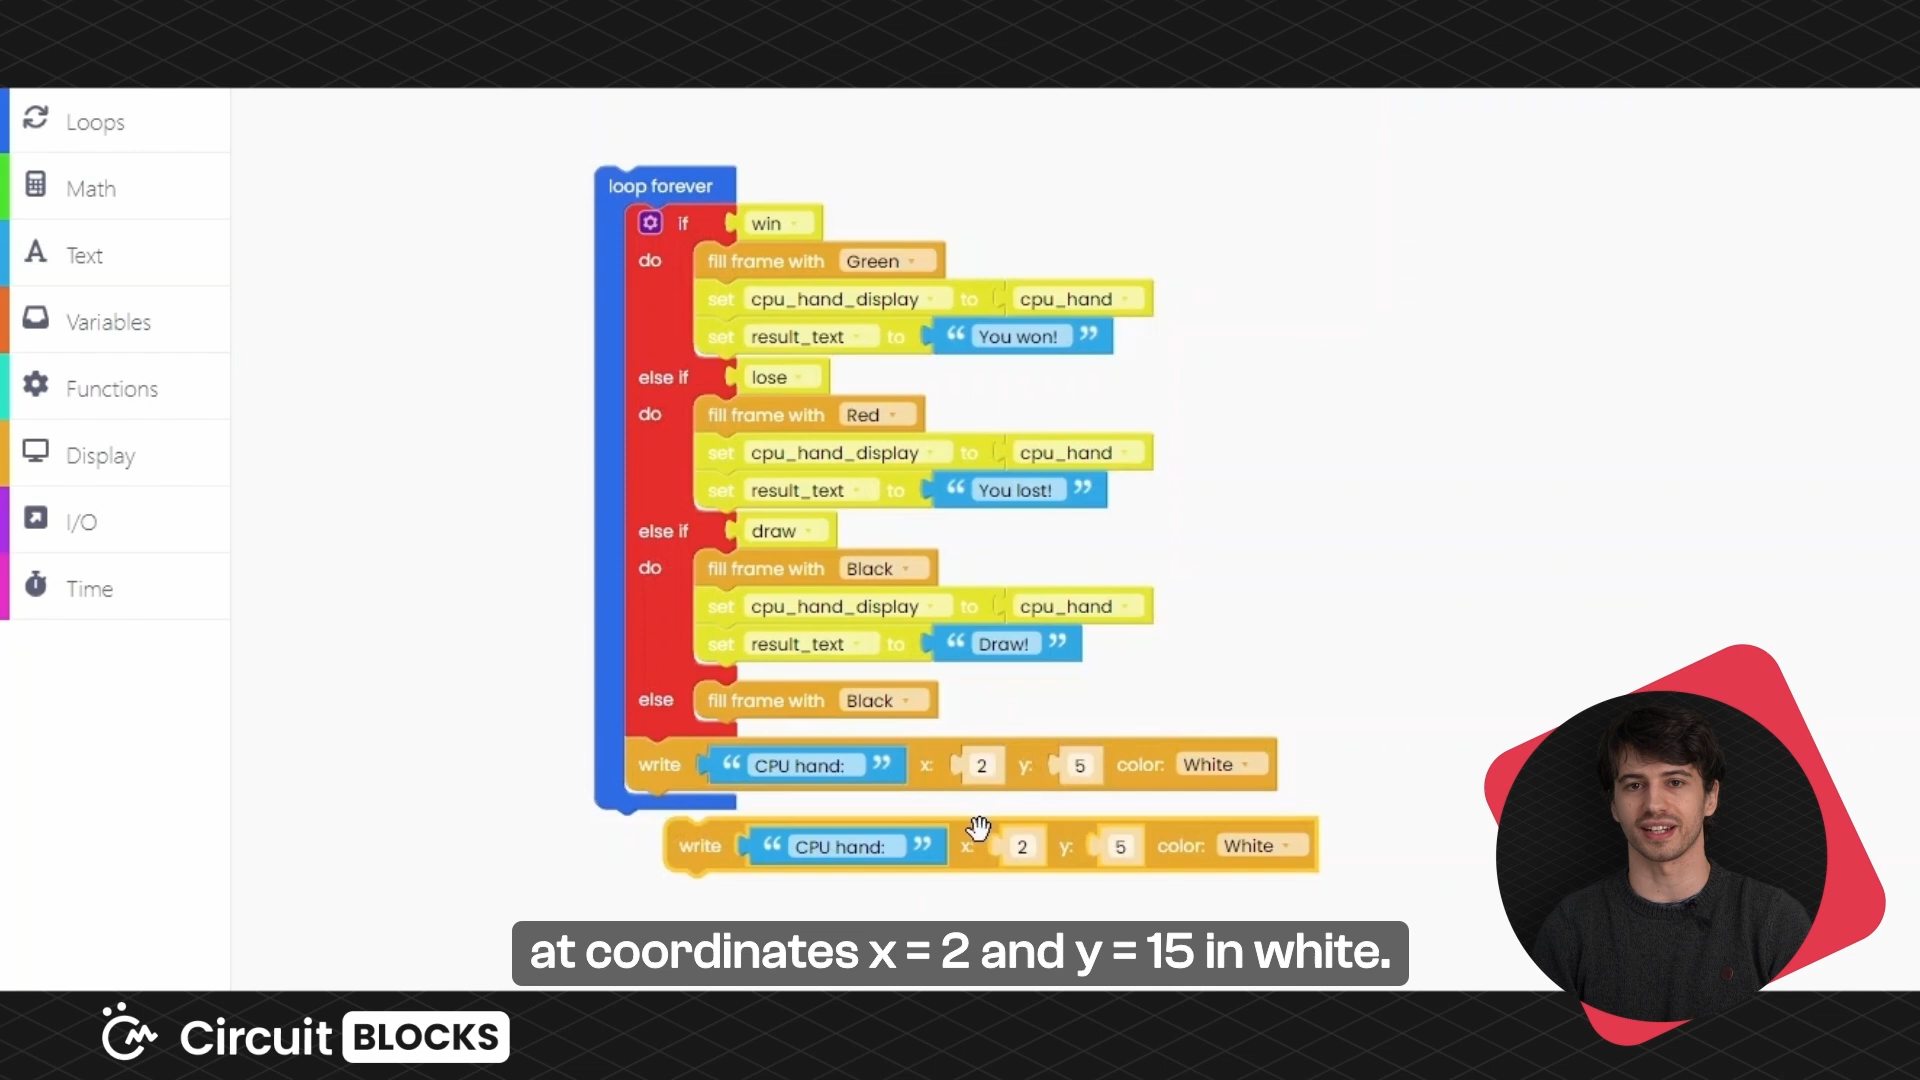 Loops
Math
Text
Variables
Functions
Display
I/O
Time
loop forever
if win
do fill frame with Green
set cpu_hand_display to cpu_hand
set result_text to “ You won! ”
else if lose
do fill frame with Red
set cpu_hand_display to cpu_hand
set result_text to “ You lost! ”
else if draw
do fill frame with Black
set cpu_hand_display to cpu_hand
set result_text to “ Draw! ”
else fill frame with Black
write “ CPU hand: ” x: 2 y: 5 color: White
write “ CPU hand: ” x: 2 y: 5 color: White
at coordinates x = 2 and y = 15 in white.
Circuit BLOCKS